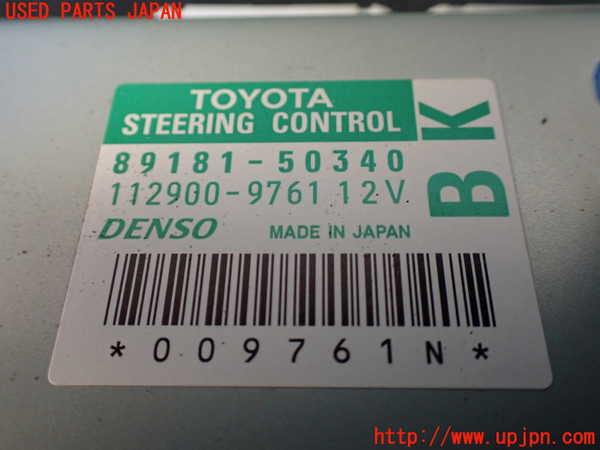 USED PARTS JAPAN
TOYOTA
STEERING CONTROL
89181-50340
112900-9761 12V
DENSO MADE IN JAPAN
BK
*009761N*
http://www.upjpn.com/